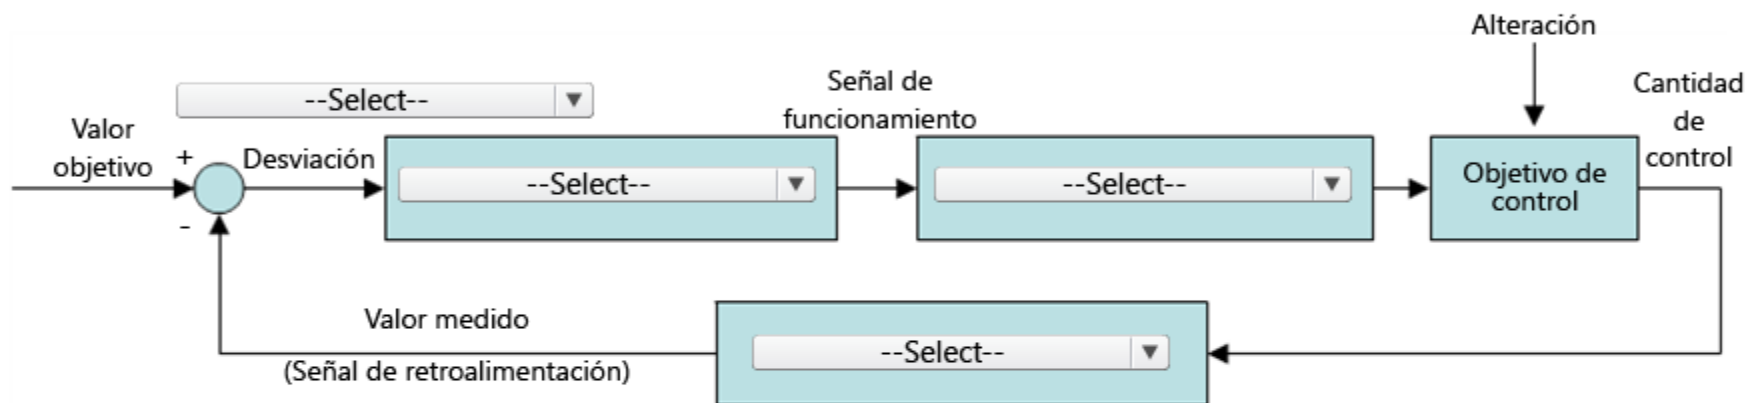 Alteración
Señal de
funcionamiento
Cantidad
de
control
--Select--
Valor
objetivo
+
-
Desviación
--Select--
--Select--
Objetivo de
control
Valor medido
(Señal de retroalimentación)
--Select--